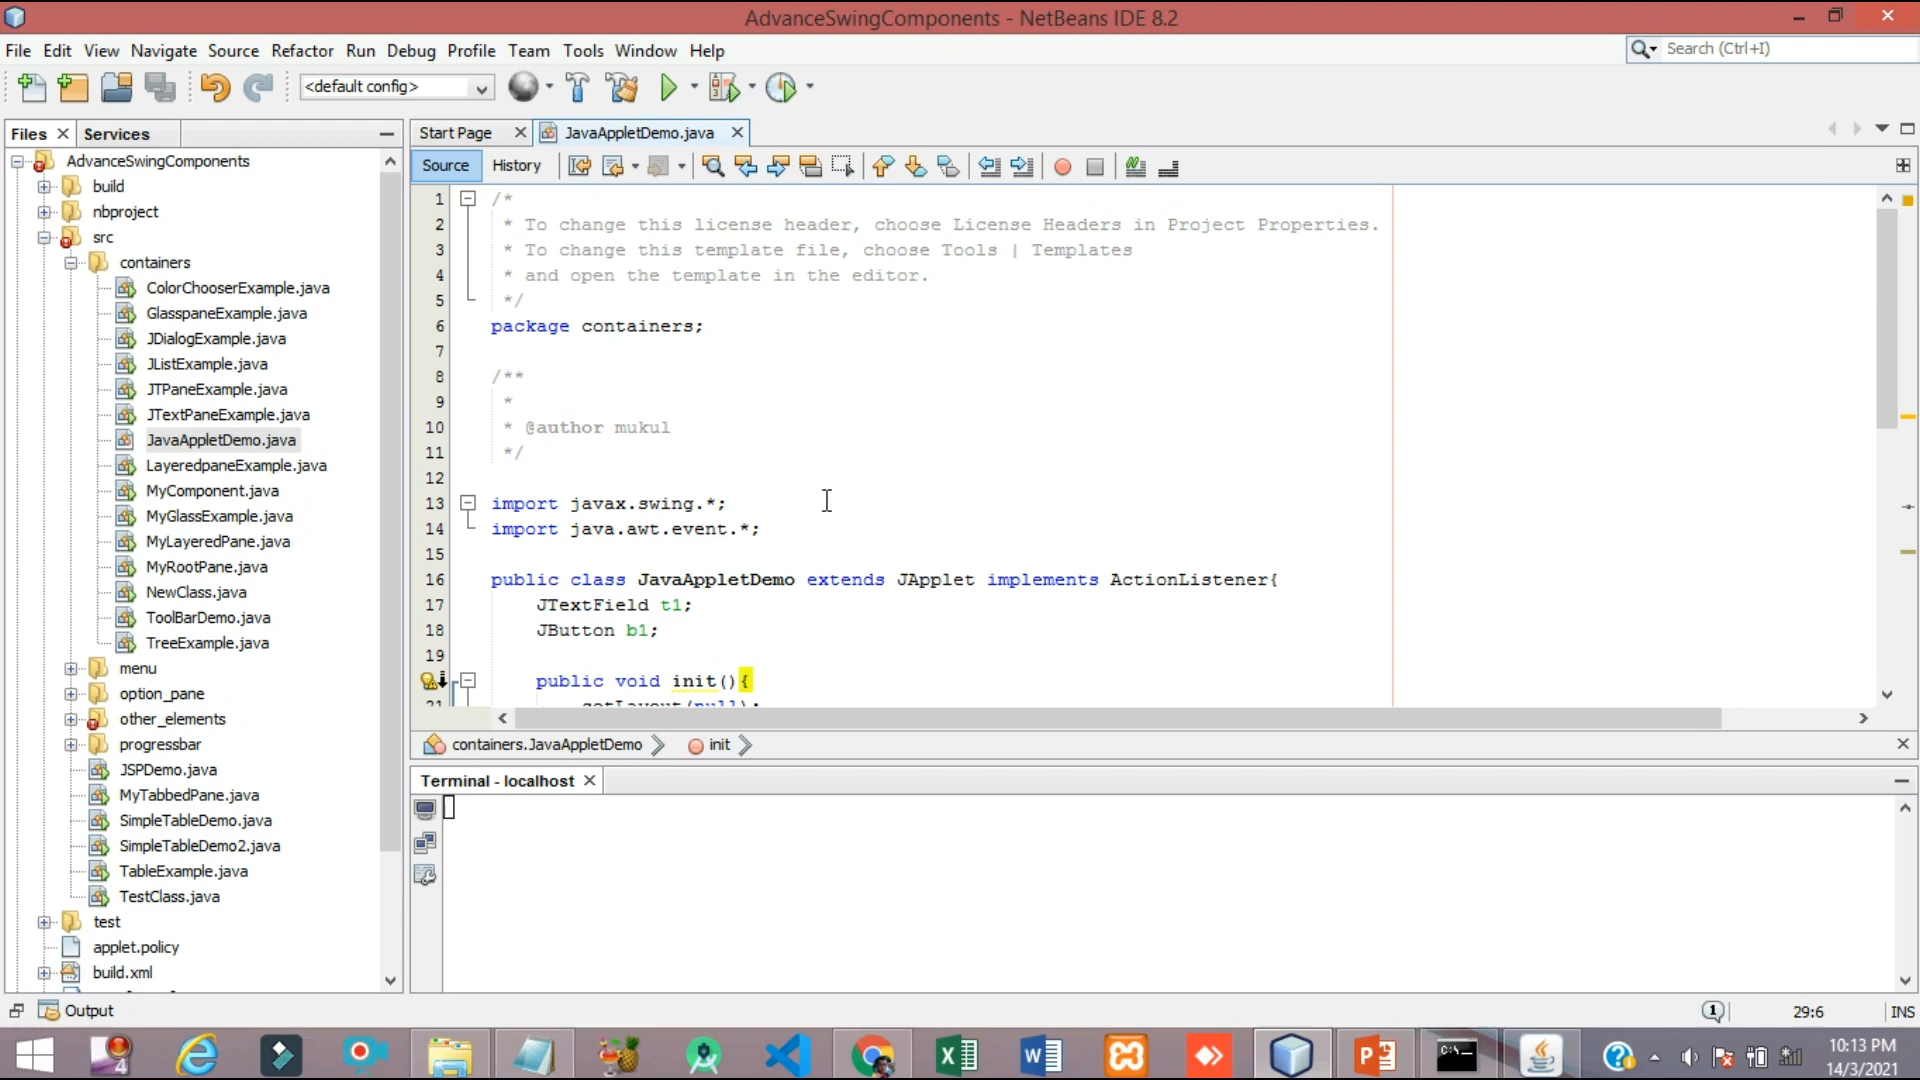 AdvanceSwingComponents - NetBeans IDE 8.2
File Edit View Navigate Source Refactor Run Debug Profile Team Tools Window Help
Search (Ctrl+I)
<default config>
Files Services
AdvanceSwingComponents
build
nbproject
src
containers
ColorChooserExample.java
GlasspaneExample.java
JDialogExample.java
JListExample.java
JTPaneExample.java
JTextPaneExample.java
JavaAppletDemo.java
LayeredpaneExample.java
MyComponent.java
MyGlassExample.java
MyLayeredPane.java
MyRootPane.java
NewClass.java
ToolBarDemo.java
TreeExample.java
menu
option_pane
other_elements
progressbar
JSPDemo.java
MyTabbedPane.java
SimpleTableDemo.java
SimpleTableDemo2.java
TableExample.java
TestClass.java
test
applet.policy
build.xml
Start Page JavaAppletDemo.java
Source History
1 /*
2 * To change this license header, choose License Headers in Project Properties.
3 * To change this template file, choose Tools | Templates
4 * and open the template in the editor.
5 */
6 package containers;
7
8 /**
9 *
10 * @author mukul
11 */
12
13 import javax.swing.*;
14 import java.awt.event.*;
15
16 public class JavaAppletDemo extends JApplet implements ActionListener{
17 JTextField t1;
18 JButton b1;
19
public void init(){
21 setLayout(null);
containers.JavaAppletDemo init
Terminal - localhost
Output
1
29:6 INS
10:13 PM
14/3/2021